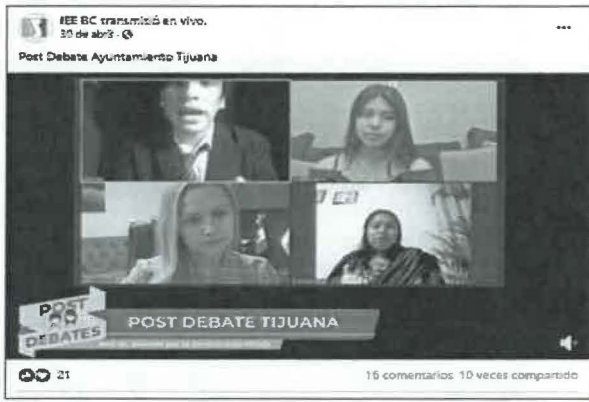 IEE BC transmitió en vivo.
30 de abril ·
Post Debate Ayuntamiento Tijuana
POST
DEBATES
POST DEBATE TIJUANA
21
16 comentarios 10 veces compartido